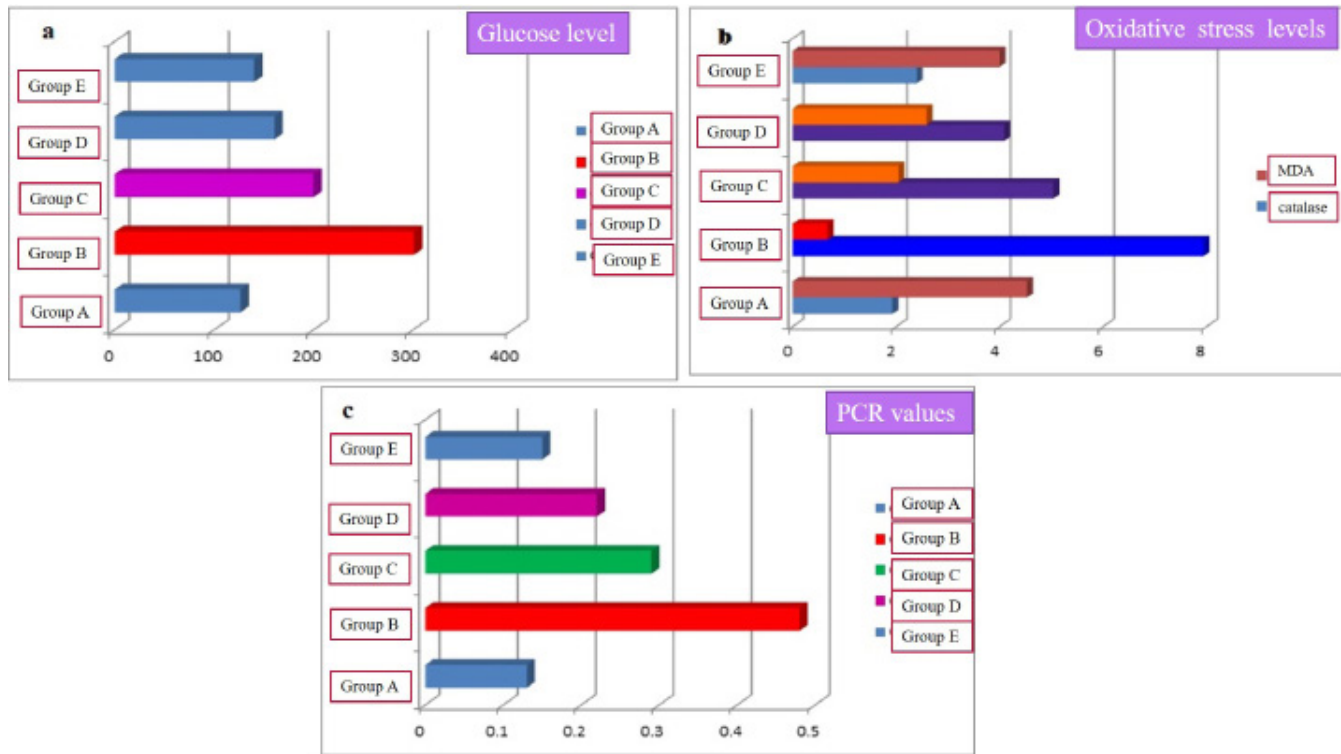 a
Glucose level
Group E
Group D
Group C
Group B
Group A
0 100 200 300 400
Group A
Group B
Group C
Group D
Group E
b
Oxidative stress levels
Group E
Group D
Group C
Group B
Group A
0 2 4 6 8
MDA
catalase
c
PCR values
Group E
Group D
Group C
Group B
Group A
0 0.1 0.2 0.3 0.4 0.5
Group A
Group B
Group C
Group D
Group E